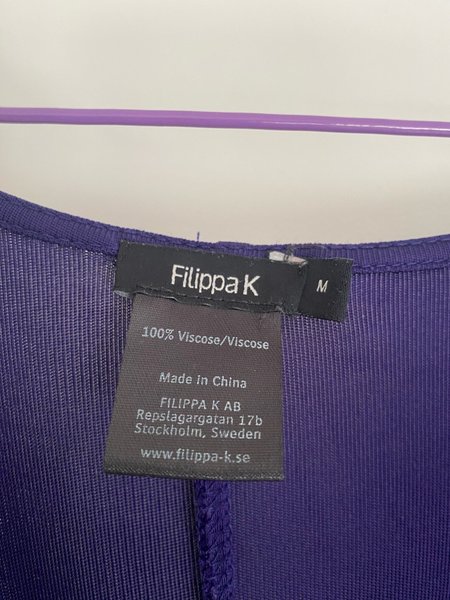 Filippa K
M
100% Viscose/Viscose
Made in China
FILIPPA K AB
Repslagargatan 17b
Stockholm, Sweden
www.filippa-k.se